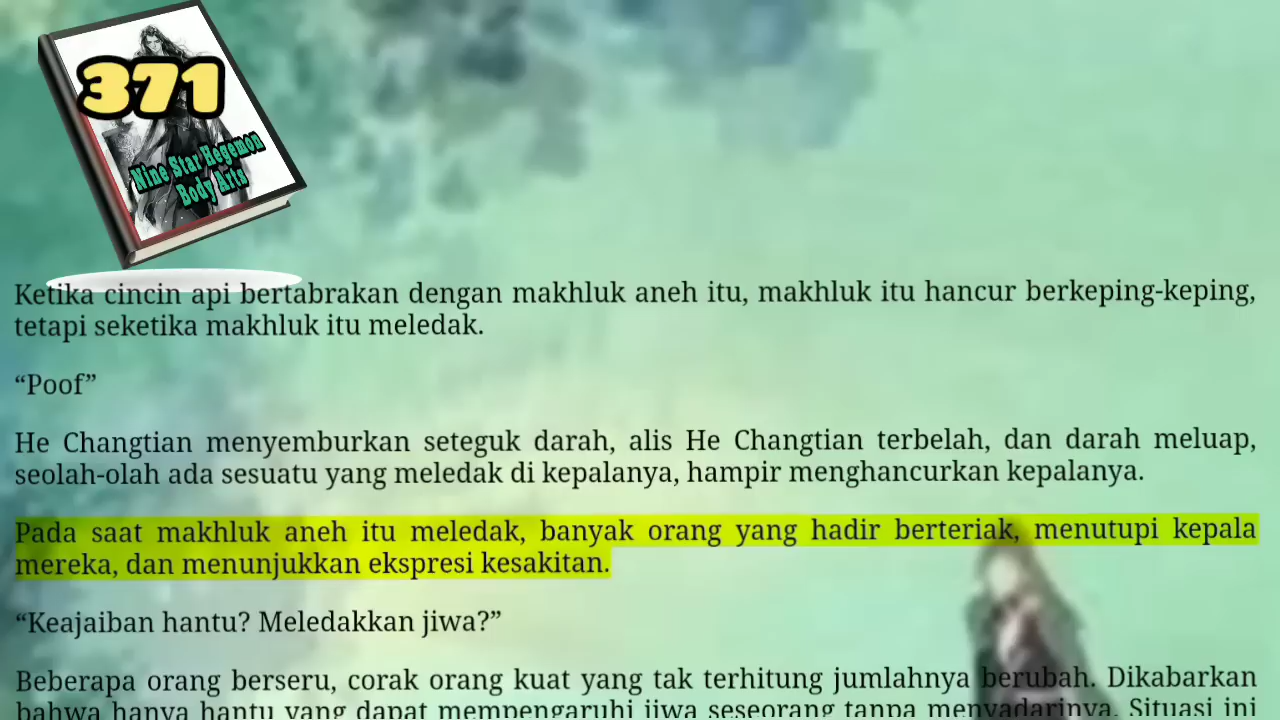 371
Nine Star Hegemon
Body Arts
Ketika cincin api bertabrakan dengan makhluk aneh itu, makhluk itu hancur berkeping-keping,
tetapi seketika makhluk itu meledak.
“Poof”
He Changtian menyemburkan seteguk darah, alis He Changtian terbelah, dan darah meluap,
seolah-olah ada sesuatu yang meledak di kepalanya, hampir menghancurkan kepalanya.
Pada saat makhluk aneh itu meledak, banyak orang yang hadir berteriak, menutupi kepala
mereka, dan menunjukkan ekspresi kesakitan.
“Keajaiban hantu? Meledakkan jiwa?”
Beberapa orang berseru, corak orang kuat yang tak terhitung jumlahnya berubah. Dikabarkan
bahwa hanya hantu yang dapat mempengaruhi jiwa seseorang tanpa menyadarinya. Situasi ini